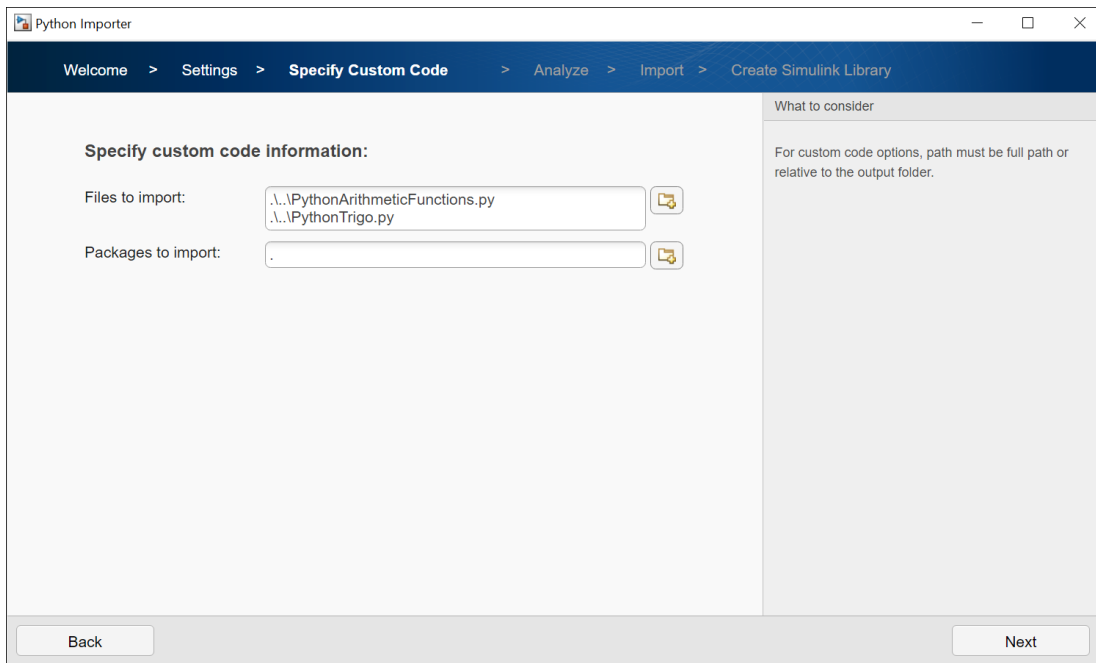 Python Importer
Welcome > Settings > Specify Custom Code > Analyze > Import > Create Simulink Library
What to consider
For custom code options, path must be full path or
relative to the output folder.
Specify custom code information:
Files to import:
.\..\PythonArithmeticFunctions.py
.\..\PythonTrigo.py
Packages to import:
.
Back
Next